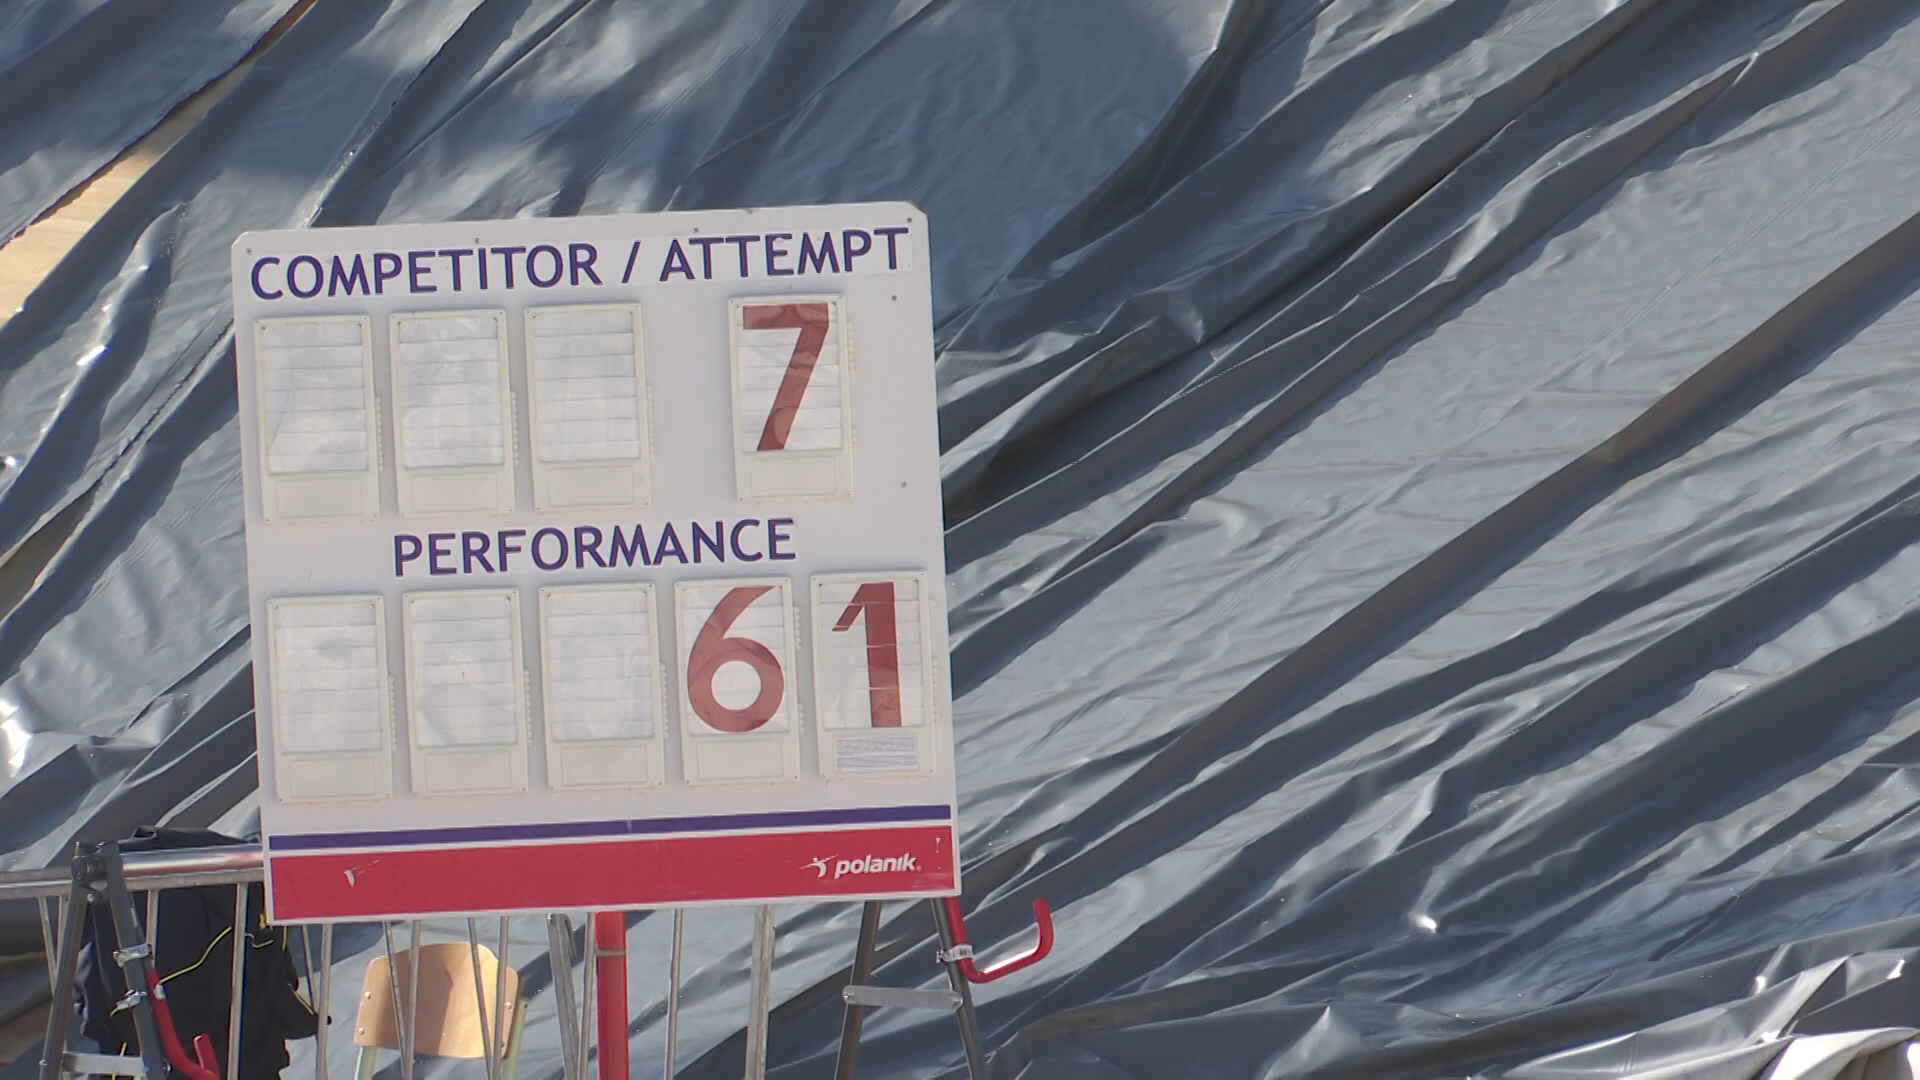 COMPETITOR / ATTEMPT
7
PERFORMANCE
61
polanik